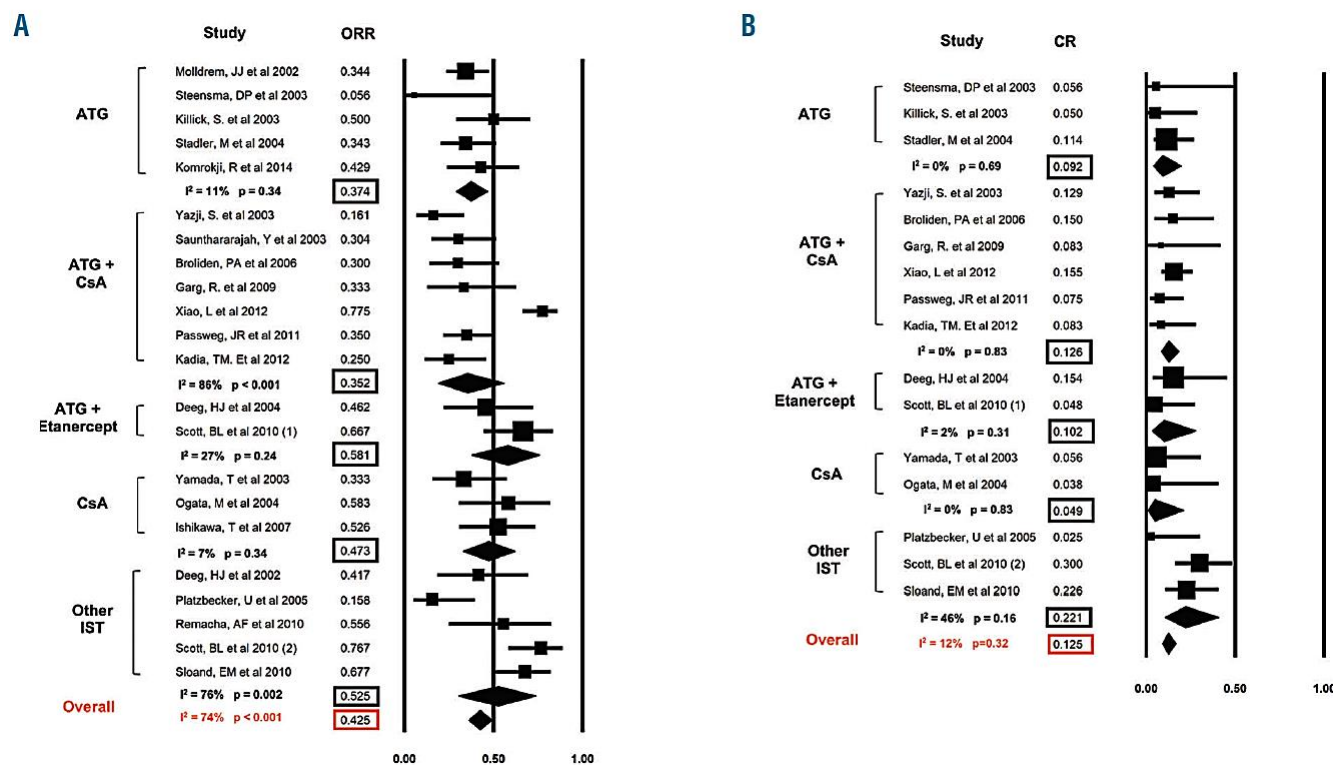 A
Study ORR
ATG
Molldrem, JJ et al 2002 0.344
Steensma, DP et al 2003 0.056
Killick, S. et al 2003 0.500
Stadler, M et al 2004 0.343
Komrokji, R et al 2014 0.429
I² = 11% p = 0.34 0.374
ATG + CsA
Yazji, S. et al 2003 0.161
Saunthararajah, Y et al 2003 0.304
Broliden, PA et al 2006 0.300
Garg, R. et al 2009 0.333
Xiao, L et al 2012 0.775
Passweg, JR et al 2011 0.350
Kadia, TM. Et al 2012 0.250
I² = 86% p < 0.001 0.352
ATG + Etanercept
Deeg, HJ et al 2004 0.462
Scott, BL et al 2010 (1) 0.667
I² = 27% p = 0.24 0.581
CsA
Yamada, T et al 2003 0.333
Ogata, M et al 2004 0.583
Ishikawa, T et al 2007 0.526
I² = 7% p = 0.34 0.473
Other IST
Deeg, HJ et al 2002 0.417
Platzbecker, U et al 2005 0.158
Remacha, AF et al 2010 0.556
Scott, BL et al 2010 (2) 0.767
Sloand, EM et al 2010 0.677
I² = 76% p = 0.002 0.525
Overall I² = 74% p < 0.001 0.425
0.00 0.50 1.00
B
Study CR
ATG
Steensma, DP et al 2003 0.056
Killick, S. et al 2003 0.050
Stadler, M et al 2004 0.114
I² = 0% p = 0.69 0.092
ATG + CsA
Yazji, S. et al 2003 0.129
Broliden, PA et al 2006 0.150
Garg, R. et al 2009 0.083
Xiao, L et al 2012 0.155
Passweg, JR et al 2011 0.075
Kadia, TM. Et al 2012 0.083
I² = 0% p = 0.83 0.126
ATG + Etanercept
Deeg, HJ et al 2004 0.154
Scott, BL et al 2010 (1) 0.048
I² = 2% p = 0.31 0.102
CsA
Yamada, T et al 2003 0.056
Ogata, M et al 2004 0.038
I² = 0% p = 0.83 0.049
Other IST
Platzbecker, U et al 2005 0.025
Scott, BL et al 2010 (2) 0.300
Sloand, EM et al 2010 0.226
I² = 46% p = 0.16 0.221
Overall I² = 12% p=0.32 0.125
0.00 0.50 1.00